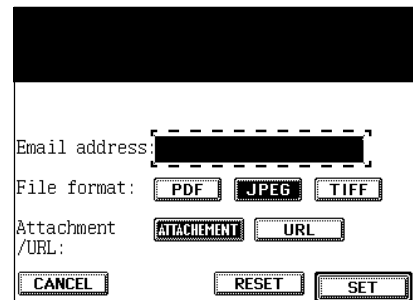 Email address:
File format: PDF JPEG TIFF
Attachment ATTACHEMENT URL
/URL:
CANCEL RESET SET